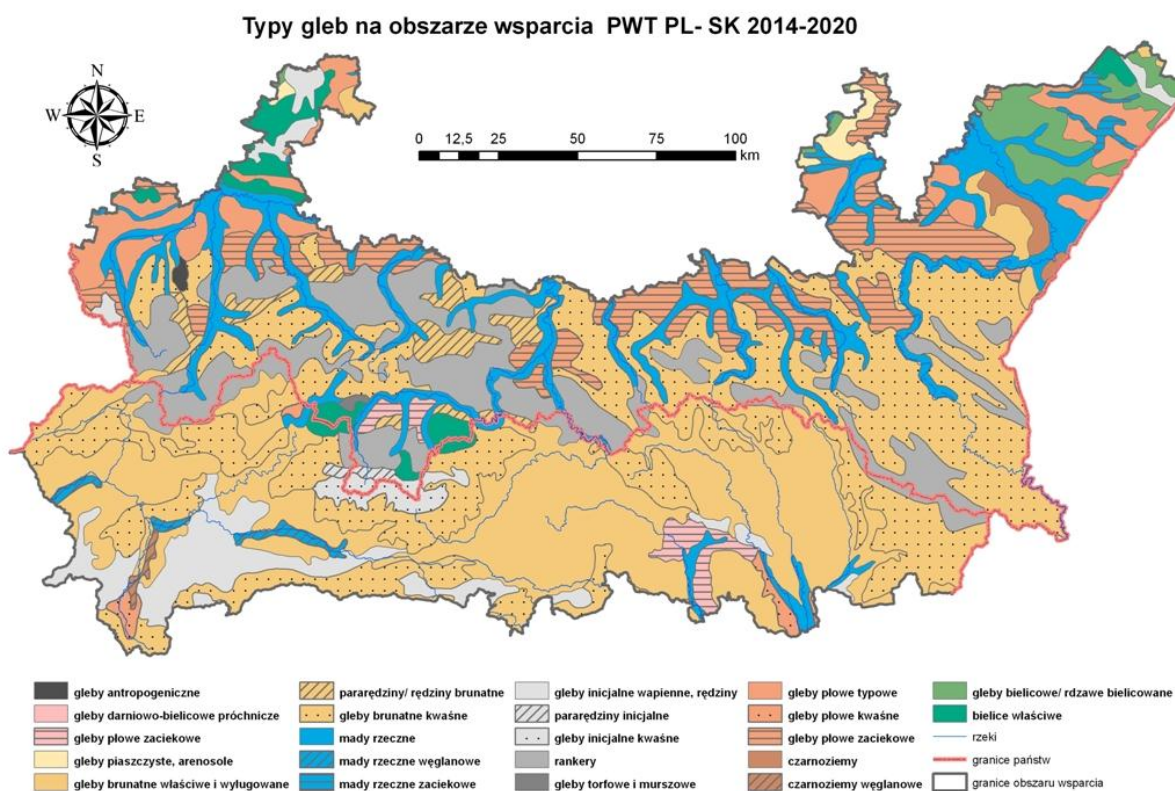 Typy gleb na obszarze wsparcia PWT PL- SK 2014-2020
N
W E
S
0 12,5 25 50 75 100
km
gleby antropogeniczne
gleby darniowo-bielicowe próchnicze
gleby płowe zaciekowe
gleby piaszczyste, arenosole
gleby brunatne właściwe i wyługowane
pararędziny/ rędziny brunatne
gleby brunatne kwaśne
mady rzeczne
mady rzeczne węglanowe
mady rzeczne zaciekowe
gleby inicjalne wapienne, rędziny
pararędziny inicjalne
gleby inicjalne kwaśne
rankery
gleby torfowe i murszowe
gleby płowe typowe
gleby płowe kwaśne
gleby płowe zaciekowe
czarnoziemy
czarnoziemy węglanowe
gleby bielicowe/ rdzawe bielicowane
bielice właściwe
rzeki
granice państw
granice obszaru wsparcia